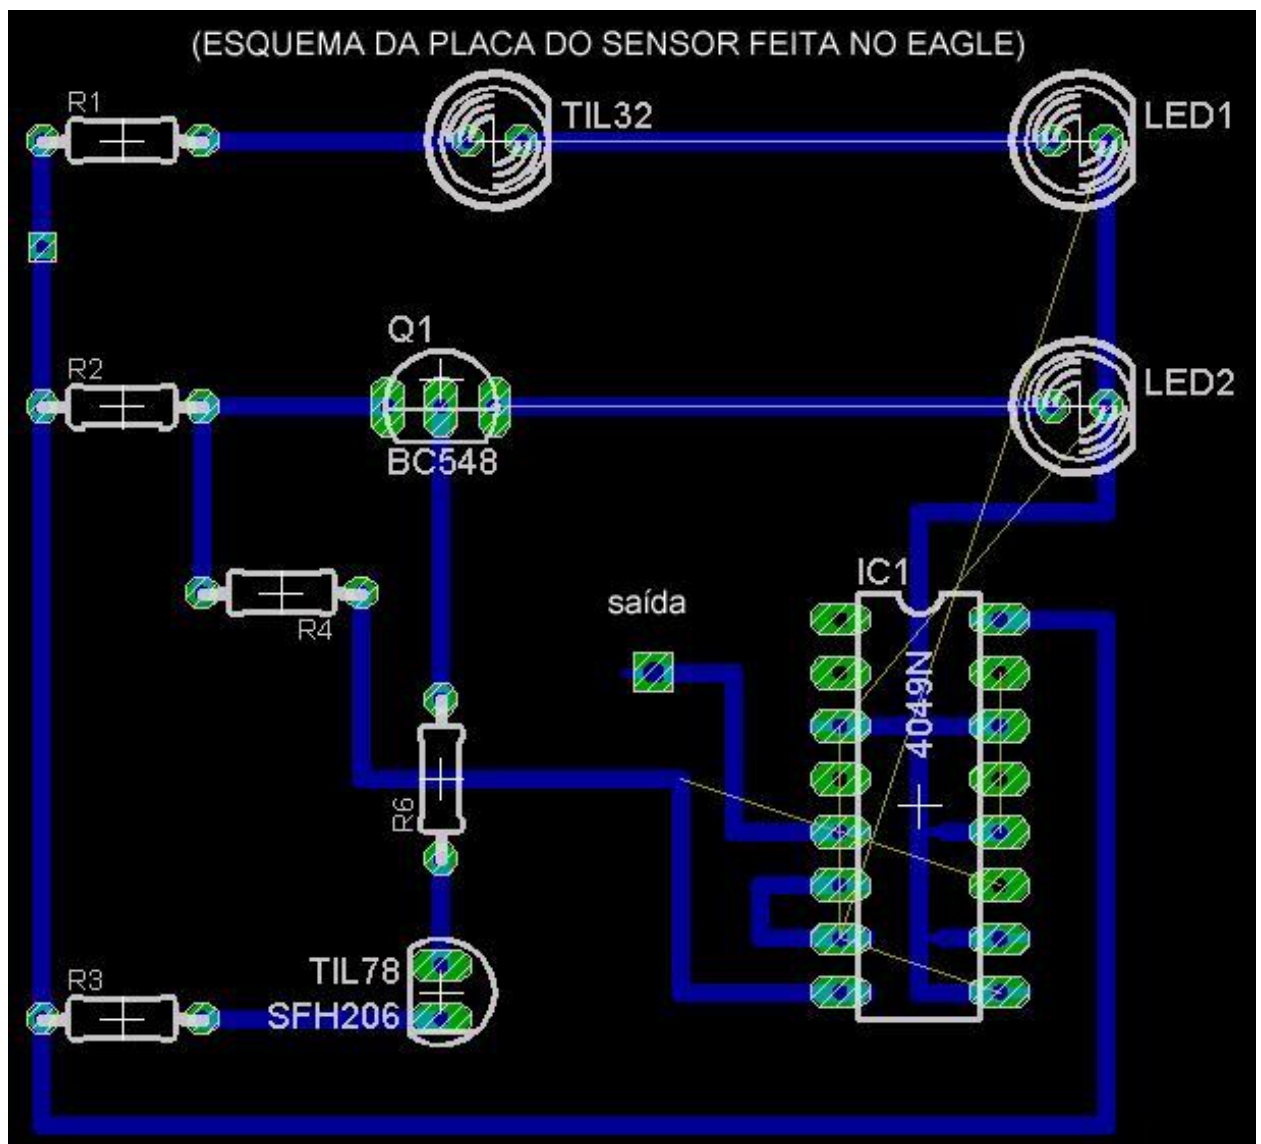 (ESQUEMA DA PLACA DO SENSOR FEITA NO EAGLE)
R1
TIL32
LED1
Q1
R2
LED2
BC548
IC1
saída
R4
4049N
R6
TIL78
R3
SFH206